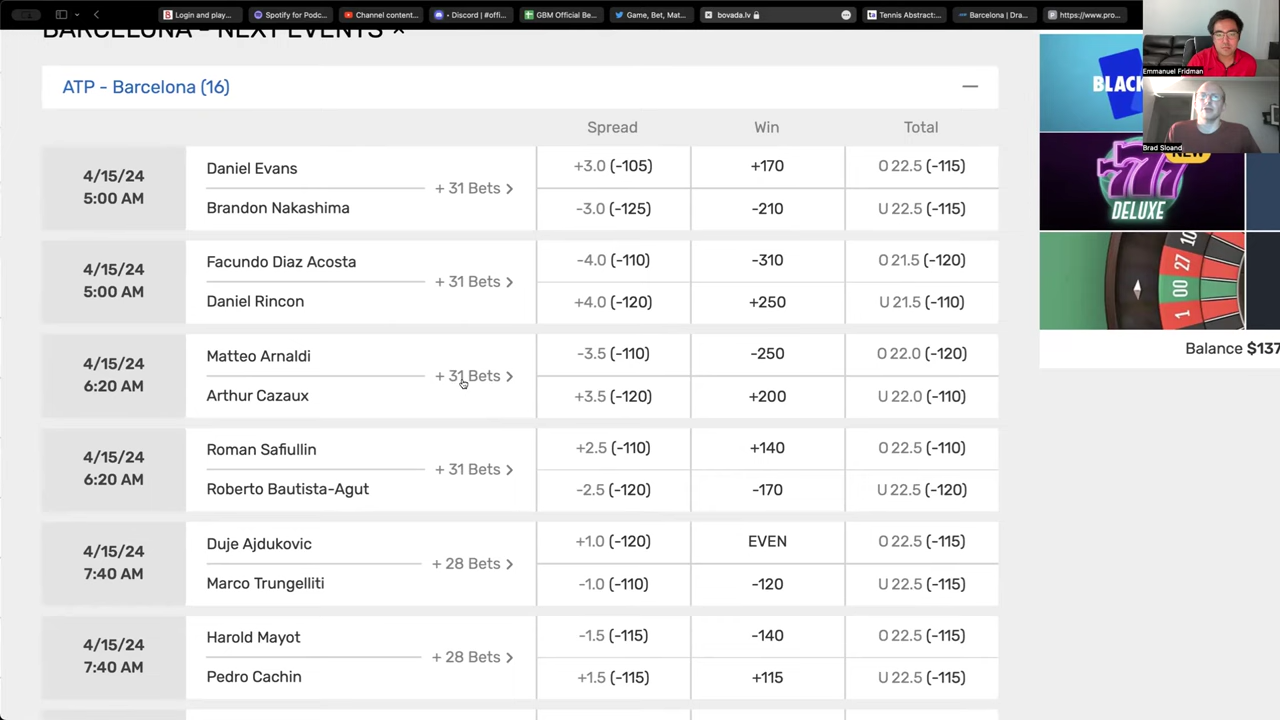 Login and play...
Spotify for Podc...
Channel content...
Discord | #offi...
GBM Official Be...
Game, Bet, Mat...
bovada.lv
Tennis Abstract:...
Barcelona | Dra...
https://www.pro...
BARCELONA - NEXT EVENTS
ATP - Barcelona (16)
Spread Win Total
4/15/24 5:00 AM
Daniel Evans +3.0 (-105) +170 O 22.5 (-115)
+ 31 Bets
Brandon Nakashima -3.0 (-125) -210 U 22.5 (-115)
4/15/24 5:00 AM
Facundo Diaz Acosta -4.0 (-110) -310 O 21.5 (-120)
+ 31 Bets
Daniel Rincon +4.0 (-120) +250 U 21.5 (-110)
4/15/24 6:20 AM
Matteo Arnaldi -3.5 (-110) -250 O 22.0 (-120)
+ 31 Bets
Arthur Cazaux +3.5 (-120) +200 U 22.0 (-110)
4/15/24 6:20 AM
Roman Safiullin +2.5 (-110) +140 O 22.5 (-110)
+ 31 Bets
Roberto Bautista-Agut -2.5 (-120) -170 U 22.5 (-120)
4/15/24 7:40 AM
Duje Ajdukovic +1.0 (-120) EVEN O 22.5 (-115)
+ 28 Bets
Marco Trungelliti -1.0 (-110) -120 U 22.5 (-115)
4/15/24 7:40 AM
Harold Mayot -1.5 (-115) -140 O 22.5 (-115)
+ 28 Bets
Pedro Cachin +1.5 (-115) +115 U 22.5 (-115)
Emmanuel Fridman
BLACK
Brad Sloand
NEW
777
DELUXE
10
27
00
1
Balance $137